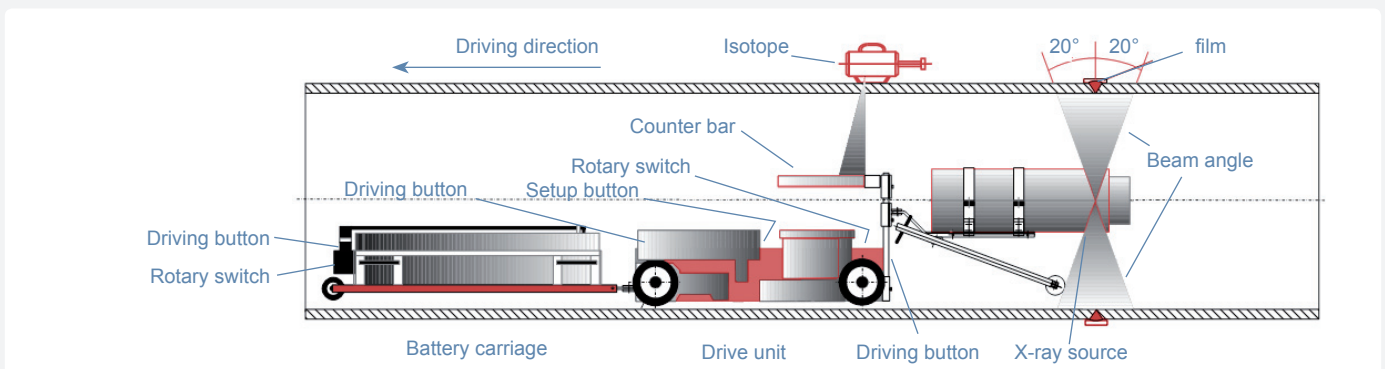 Driving direction
Isotope
20°
20°
film
Counter bar
Beam angle
Rotary switch
Driving button
Setup button
Driving button
Rotary switch
Battery carriage
Drive unit
Driving button
X-ray source